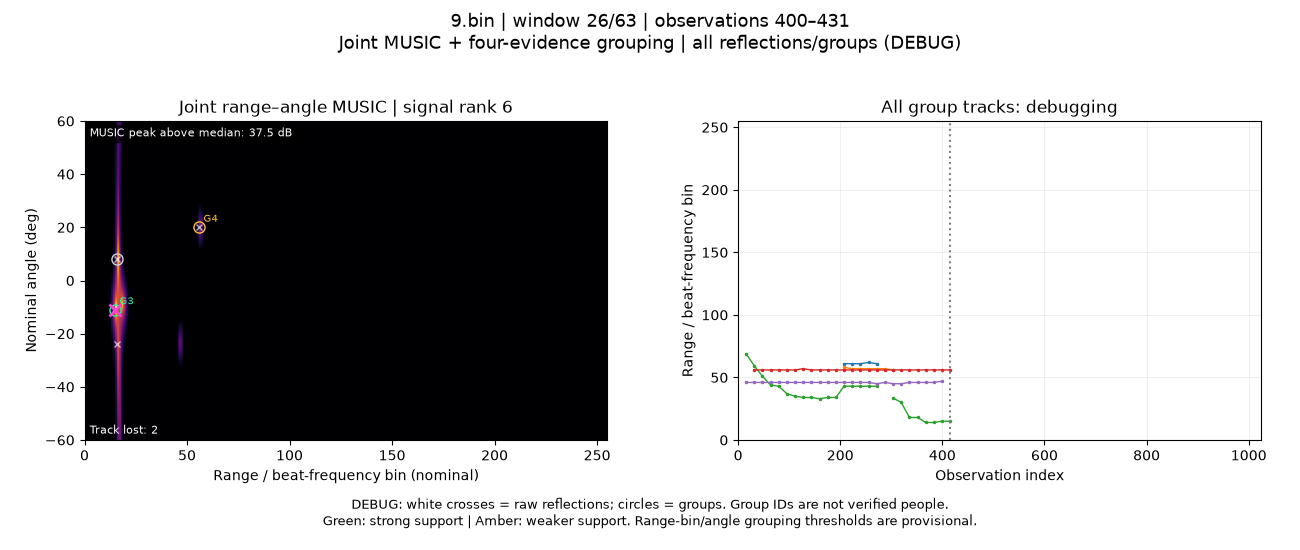 9.bin | window 26/63 | observations 400–431
Joint MUSIC + four-evidence grouping | all reflections/groups (DEBUG)
Joint range–angle MUSIC | signal rank 6
MUSIC peak above median: 37.5 dB
G4
G3
Track lost: 2
60
40
20
0
−20
−40
−60
Nominal angle (deg)
0 50 100 150 200 250
Range / beat-frequency bin (nominal)
All group tracks: debugging
250
200
150
100
50
0
Range / beat-frequency bin
0 200 400 600 800 1000
Observation index
DEBUG: white crosses = raw reflections; circles = groups. Group IDs are not verified people.
Green: strong support | Amber: weaker support. Range-bin/angle grouping thresholds are provisional.